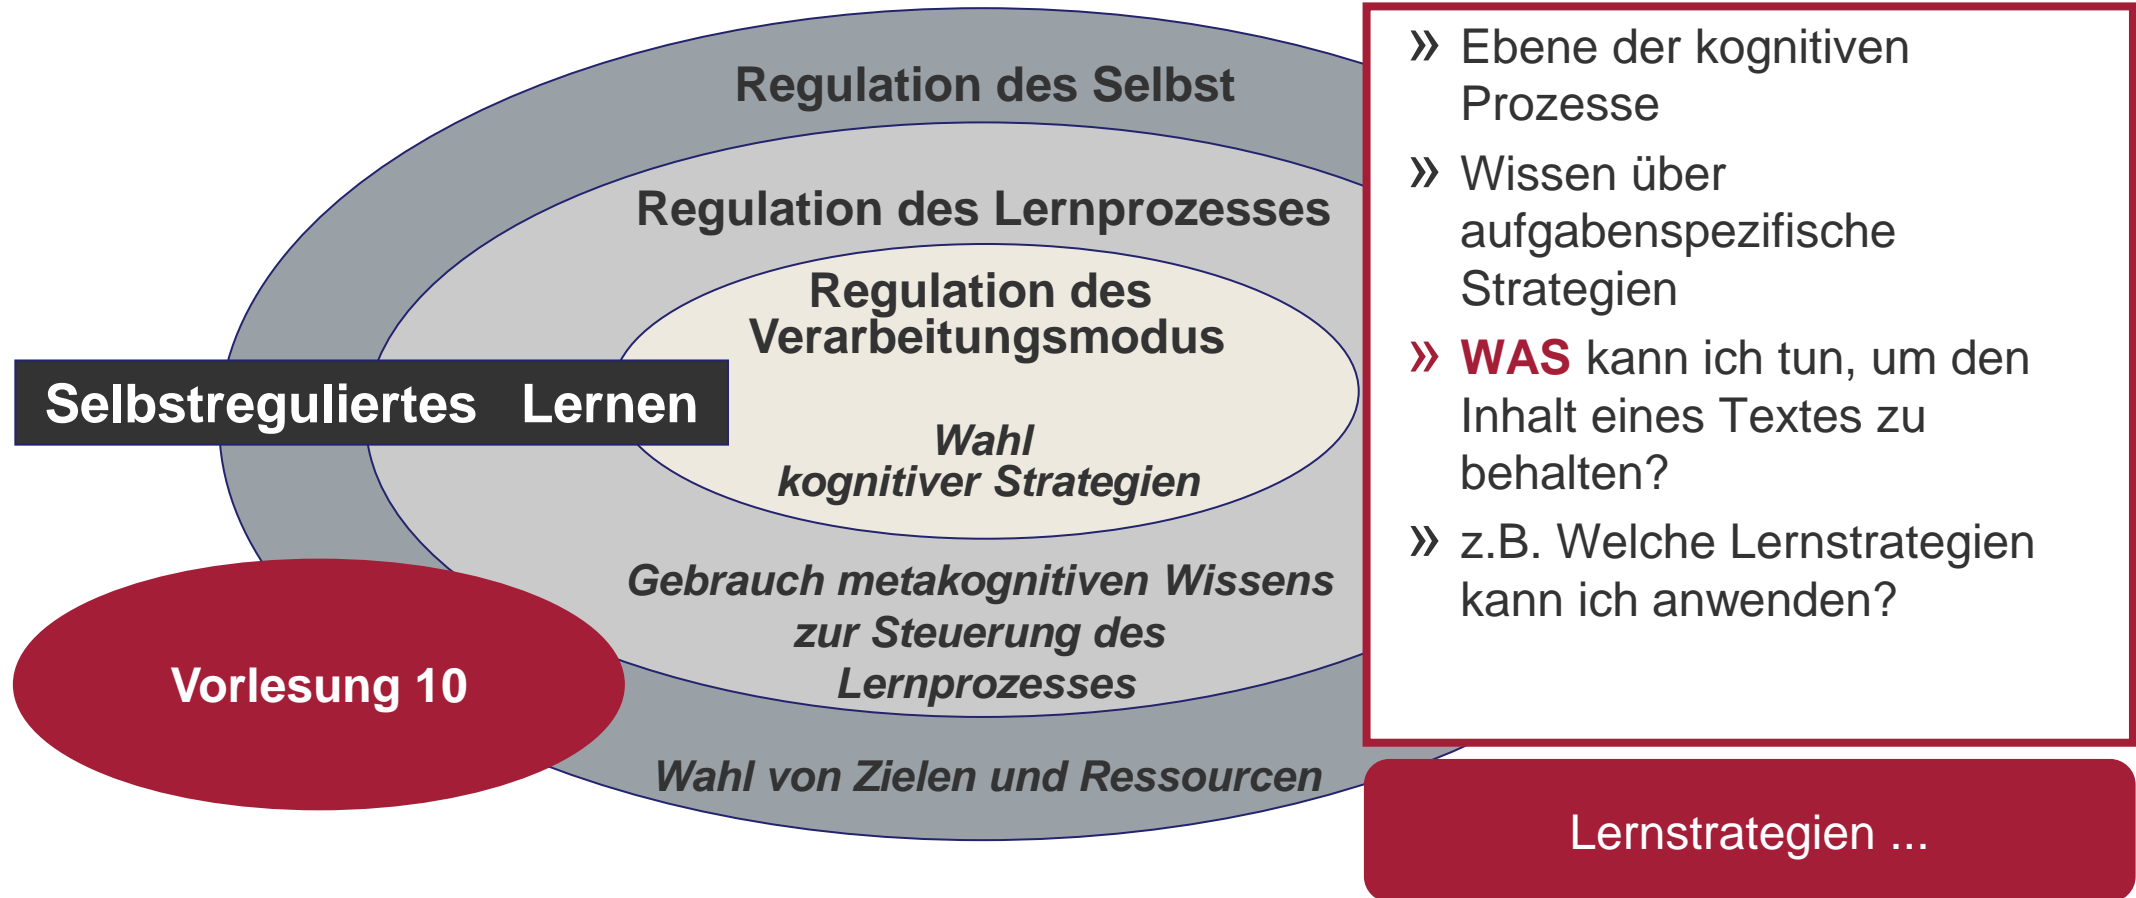 Regulation des Selbst
Regulation des Lernprozesses
Regulation des
Verarbeitungsmodus
Selbstreguliertes Lernen
Wahl
kognitiver Strategien
Gebrauch metakognitiven Wissens
zur Steuerung des
Lernprozesses
Vorlesung 10
Wahl von Zielen und Ressourcen
» Ebene der kognitiven
Prozesse
» Wissen über
aufgabenspezifische
Strategien
» WAS kann ich tun, um den
Inhalt eines Textes zu
behalten?
» z.B. Welche Lernstrategien
kann ich anwenden?
Lernstrategien ...